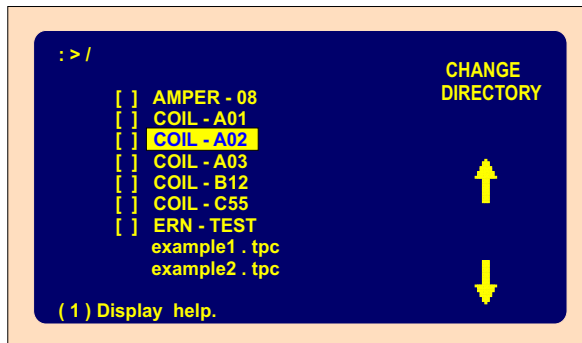 : > /
CHANGE
DIRECTORY
[ ] AMPER - 08
[ ] COIL - A01
[ ] COIL - A02
[ ] COIL - A03
[ ] COIL - B12
[ ] COIL - C55
[ ] ERN - TEST
example1 . tpc
example2 . tpc
( 1 ) Display help.